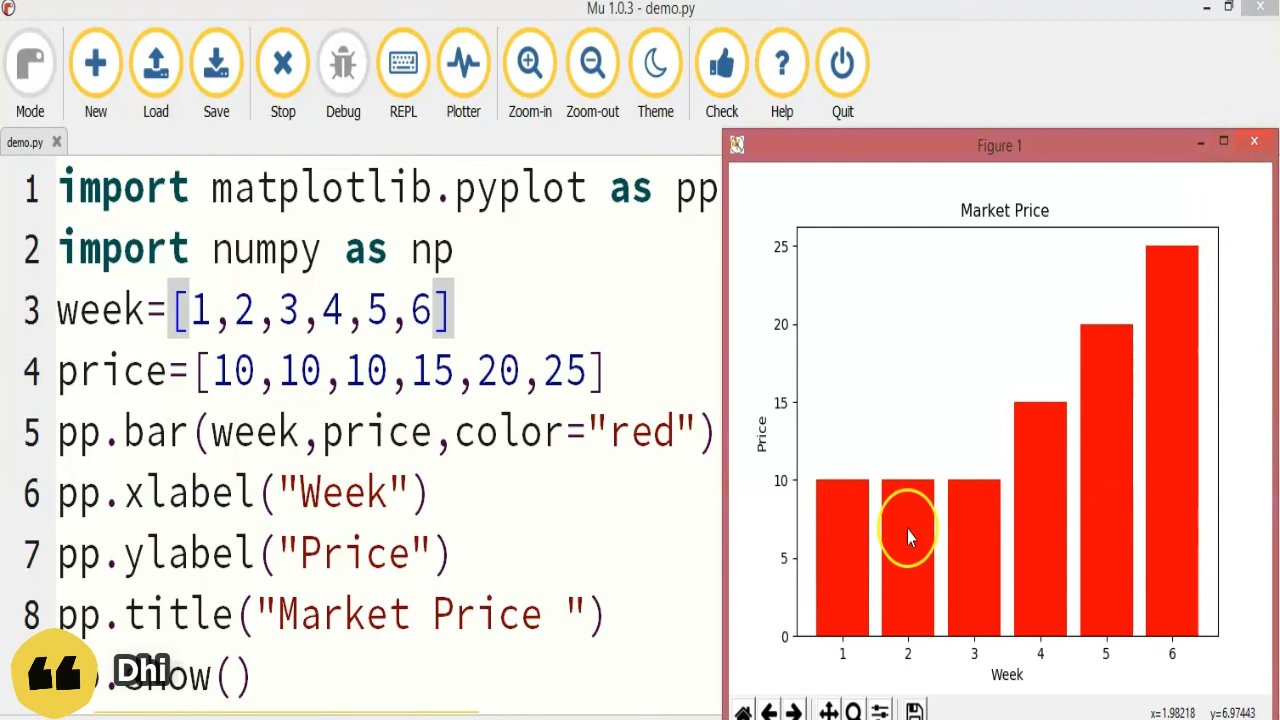 Mu 1.0.3 - demo.py
Mode New Load Save Stop Debug REPL Plotter Zoom-in Zoom-out Theme Check Help Quit
demo.py
1 import matplotlib.pyplot as pp
2 import numpy as np
3 week=[1,2,3,4,5,6]
4 price=[10,10,10,15,20,25]
5 pp.bar(week,price,color="red")
6 pp.xlabel("Week")
7 pp.ylabel("Price")
8 pp.title("Market Price ")
.show()
Dhi
Figure 1
Market Price
25
20
15
10
5
0
Price
1 2 3 4 5 6
Week
x=1.98218 y=6.97443